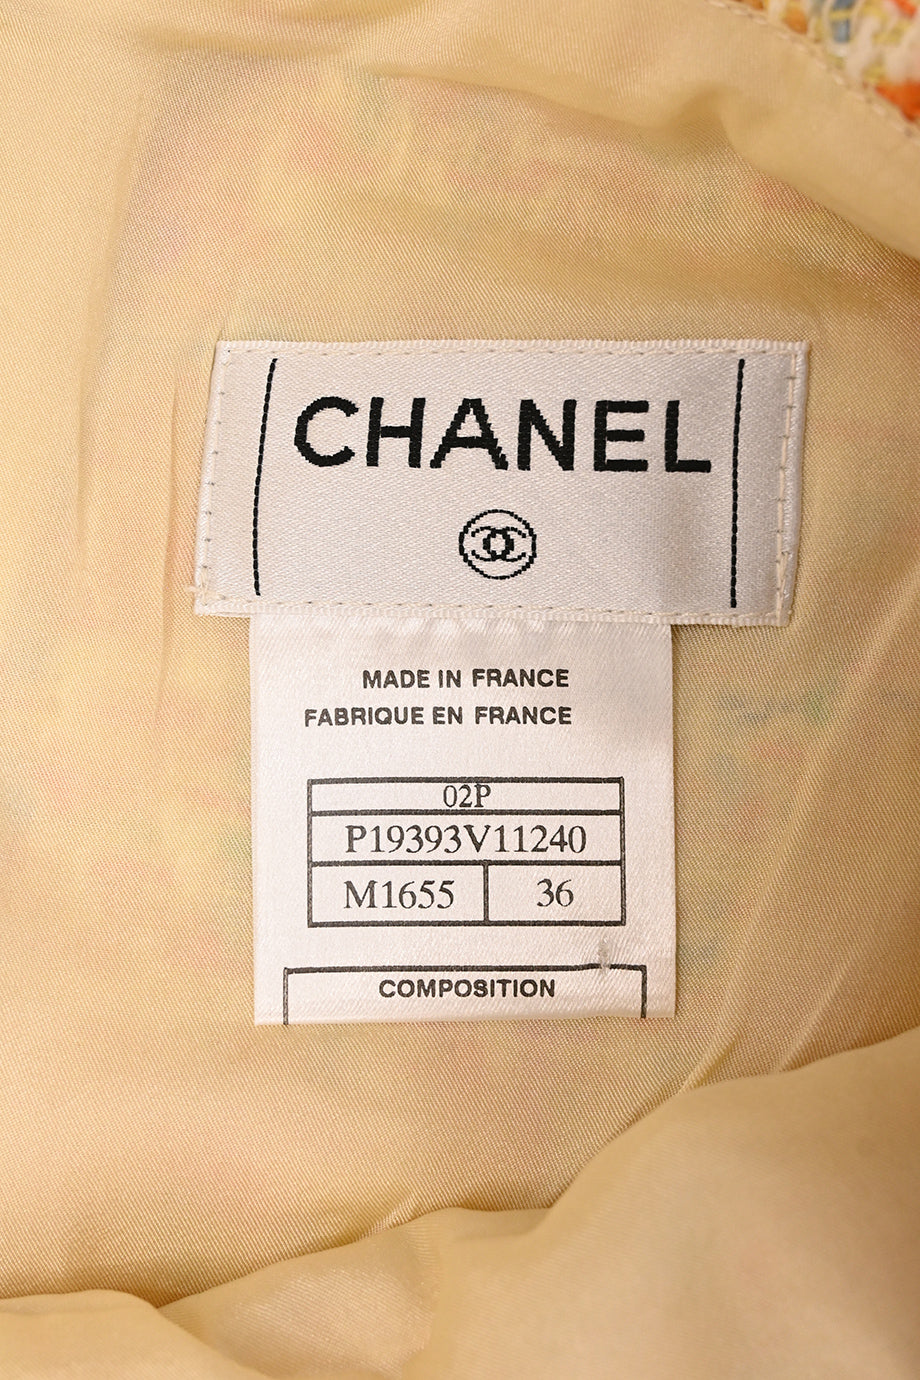 CHANEL
MADE IN FRANCE
FABRIQUE EN FRANCE
02P
P19393V11240
M1655 36
COMPOSITION